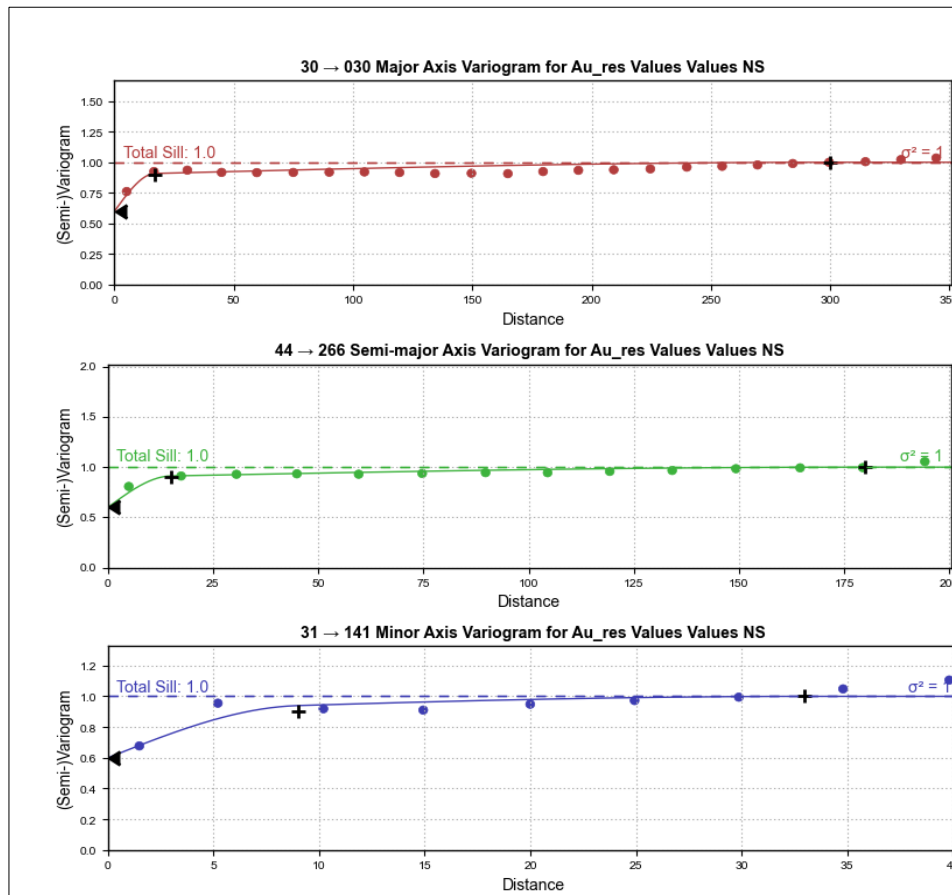 30 → 030 Major Axis Variogram for Au_res Values Values NS
1.50
1.25
Total Sill: 1.0
σ² = 1
1.00
0.75
0.50
0.25
0.00
(Semi-)Variogram
0 50 100 150 200 250 300 35
Distance
44 → 266 Semi-major Axis Variogram for Au_res Values Values NS
2.0
1.5
Total Sill: 1.0
σ² = 1
1.0
0.5
0.0
(Semi-)Variogram
0 25 50 75 100 125 150 175 20
Distance
31 → 141 Minor Axis Variogram for Au_res Values Values NS
1.2
Total Sill: 1.0
σ² = 1
1.0
0.8
0.6
0.4
0.2
0.0
(Semi-)Variogram
0 5 10 15 20 25 30 35 4
Distance